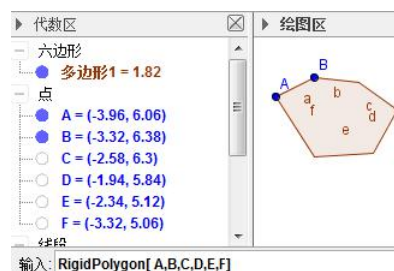 代数区
绘图区
六边形
多边形1 = 1.82
点
A = (-3.96, 6.06)
B = (-3.32, 6.38)
C = (-2.58, 6.3)
D = (-1.94, 5.84)
E = (-2.34, 5.12)
F = (-3.32, 5.06)
线段
A
B
a
b
c
d
f
e
输入: RigidPolygon[ A,B,C,D,E,F]